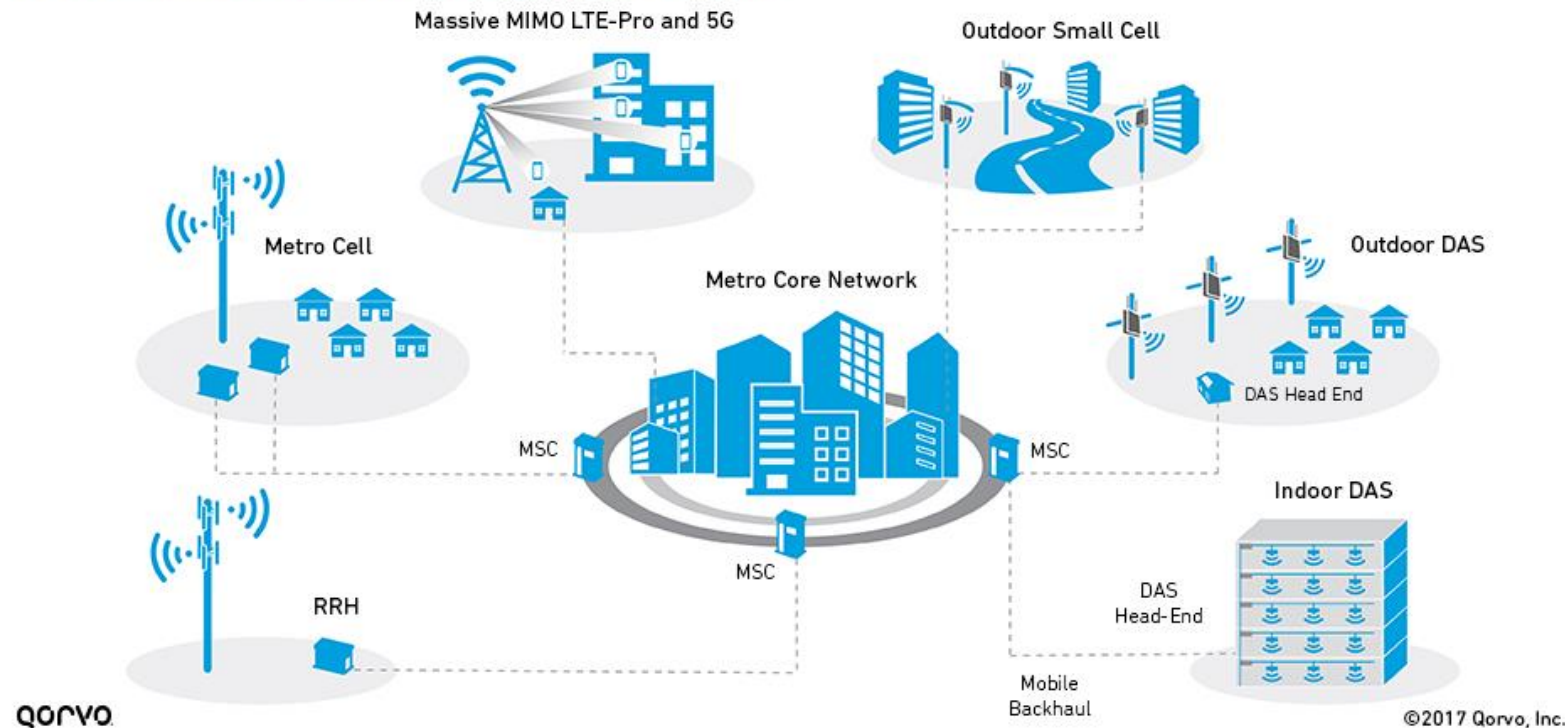 Massive MIMO LTE-Pro and 5G
Outdoor Small Cell
Metro Cell
Outdoor DAS
Metro Core Network
DAS Head End
MSC
MSC
Indoor DAS
MSC
DAS
Head-End
RRH
Mobile
Backhaul
QORVO
©2017 Qorvo, Inc.